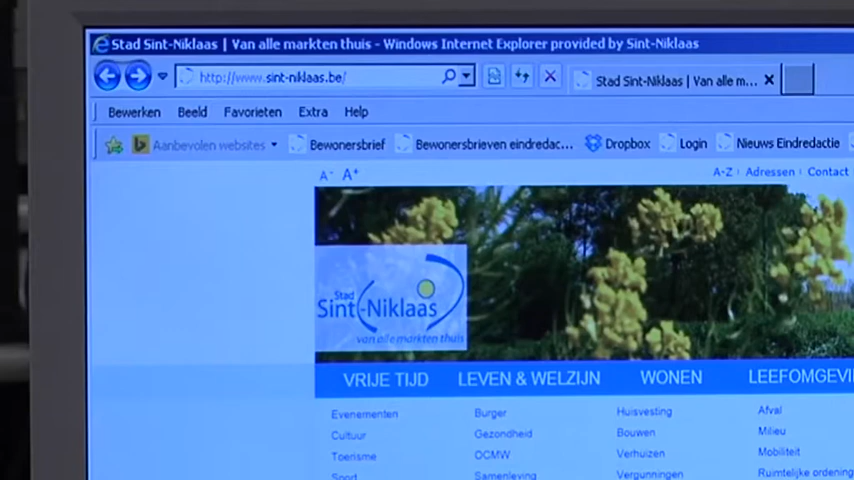 Stad Sint-Niklaas | Van alle markten thuis - Windows Internet Explorer provided by Sint-Niklaas
http://www.sint-niklaas.be/
Stad Sint-Niklaas | Van alle m...
Bewerken Beeld Favorieten Extra Help
Aanbevolen websites Bewonersbrief Bewonersbrieven eindredac... Dropbox Login Nieuws Eindredactie
A- A+ A-Z Adressen Contact
Stad
Sint-Niklaas
van alle markten thuis
VRIJE TIJD LEVEN & WELZIJN WONEN LEEFOMGEVI
Evenementen Burger Huisvesting Afval
Cultuur Gezondheid Bouwen Milieu
Toerisme OCMW Verhuizen Mobiliteit
Sport Samenleving Vergunningen Ruimtelijke ordening